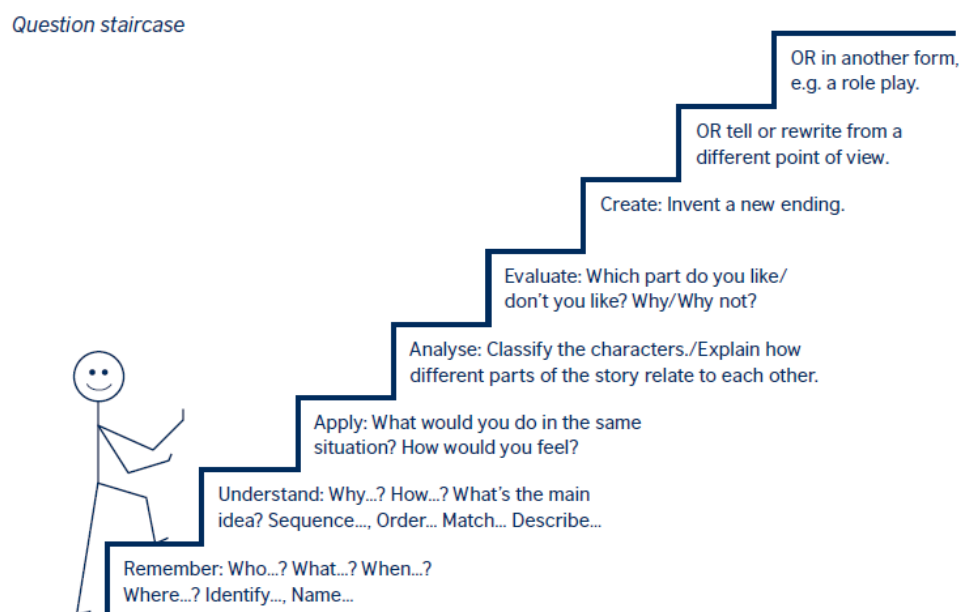 Question staircase
OR in another form,
e.g. a role play.
OR tell or rewrite from a
different point of view.
Create: Invent a new ending.
Evaluate: Which part do you like/
don't you like? Why/Why not?
Analyse: Classify the characters./Explain how
different parts of the story relate to each other.
Apply: What would you do in the same
situation? How would you feel?
Understand: Why...? How...? What's the main
idea? Sequence..., Order... Match... Describe...
Remember: Who...? What...? When...?
Where...? Identify..., Name...